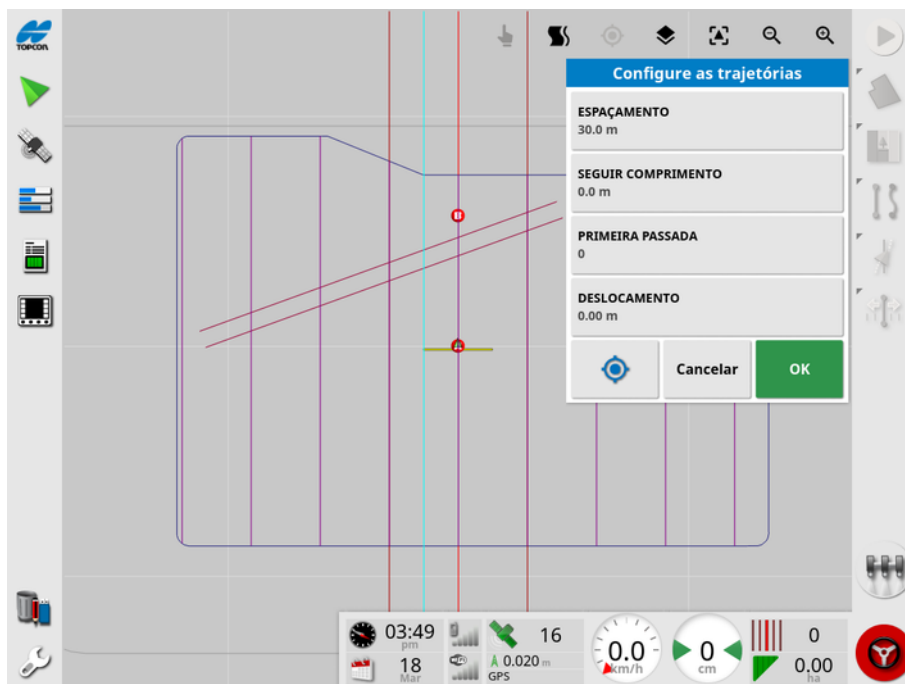 TOPCON
Configure as trajetórias
ESPAÇAMENTO
30.0 m
SEGUIR COMPRIMENTO
0.0 m
PRIMEIRA PASSADA
0
DESLOCAMENTO
0.00 m
Cancelar
OK
03:49
pm
18
Mar
16
0.020 m
GPS
0.0
km/h
0
cm
0
0.00
ha